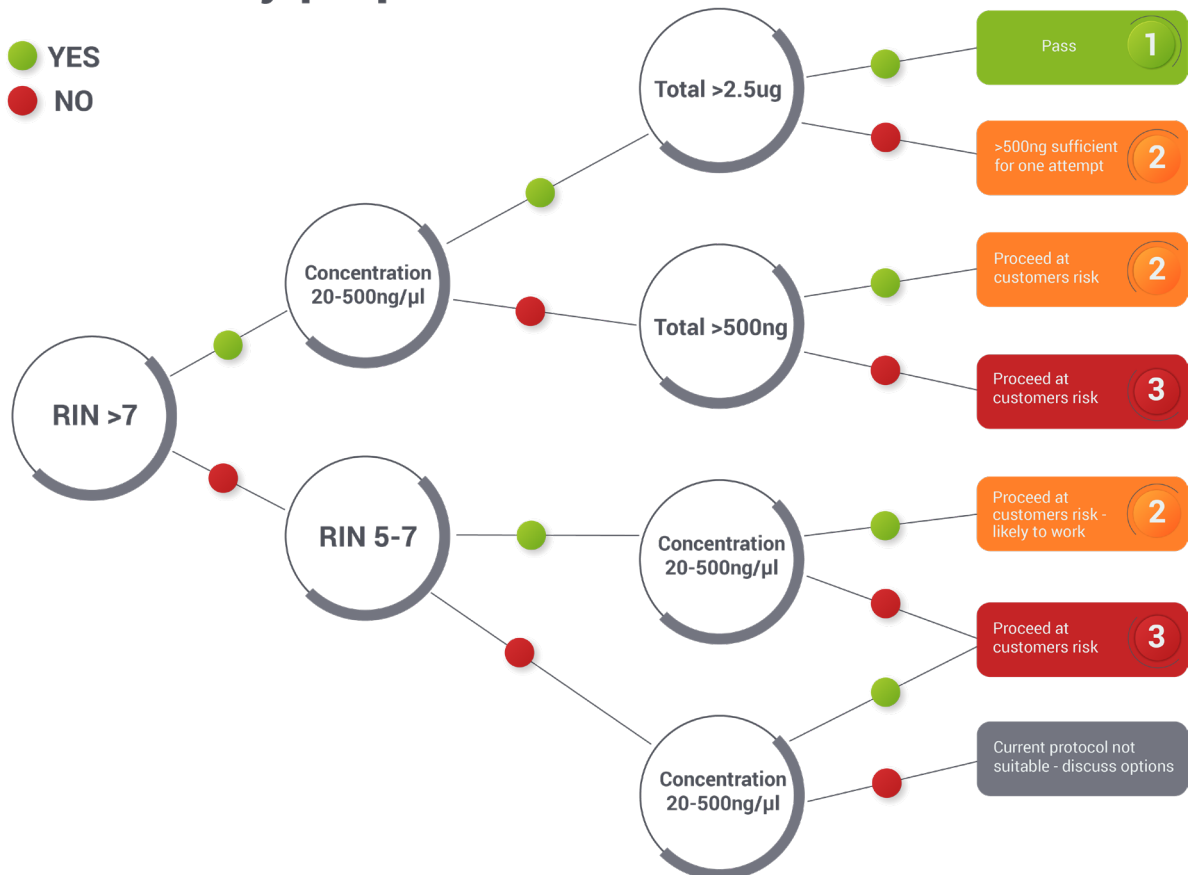 YES
NO
RIN >7
Concentration
20-500ng/µl
RIN 5-7
Total >2.5ug
Total >500ng
Concentration
20-500ng/µl
Concentration
20-500ng/µl
Pass
1
>500ng sufficient
for one attempt
2
Proceed at
customers risk
2
Proceed at
customers risk
3
Proceed at
customers risk -
likely to work
2
Proceed at
customers risk
3
Current protocol not
suitable - discuss options